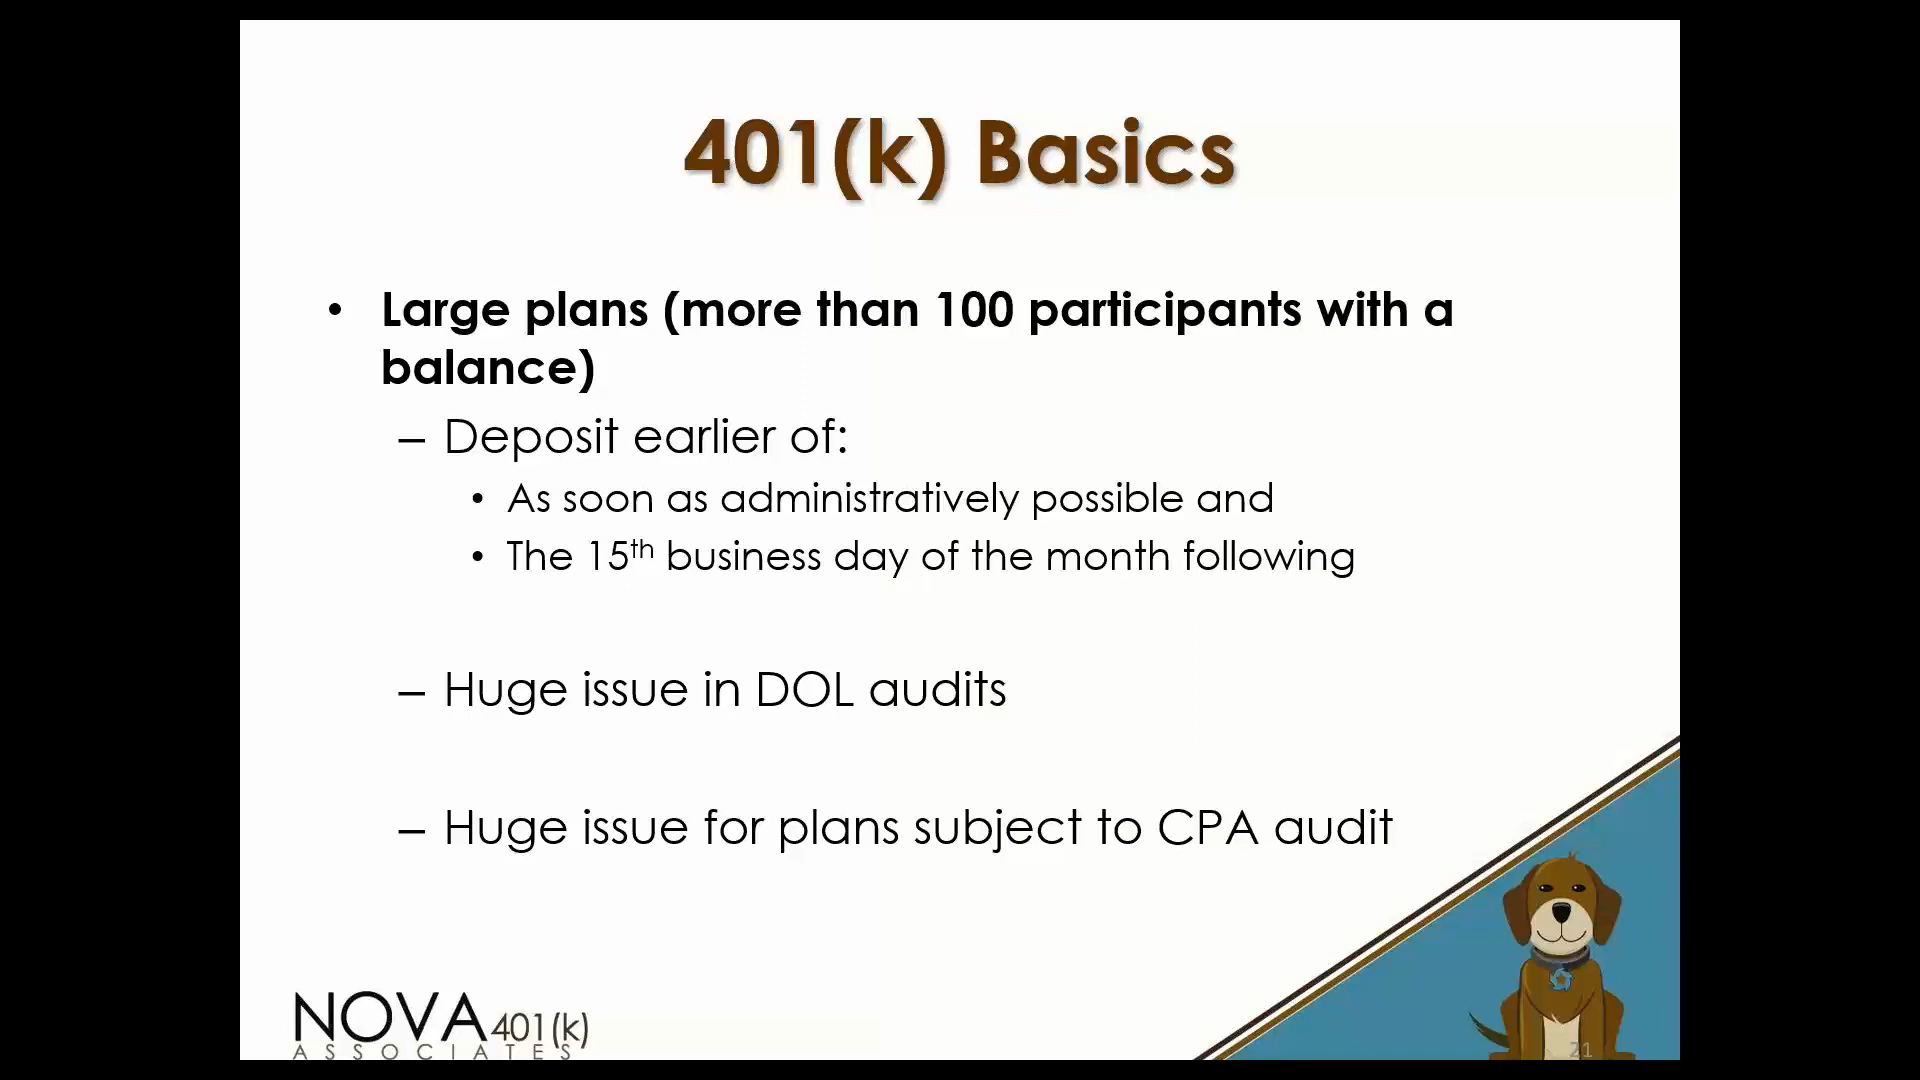 401(k) Basics
• Large plans (more than 100 participants with a
balance)
– Deposit earlier of:
• As soon as administratively possible and
• The 15th business day of the month following
– Huge issue in DOL audits
– Huge issue for plans subject to CPA audit
NOVA 401(k)
ASSOCIATES
21